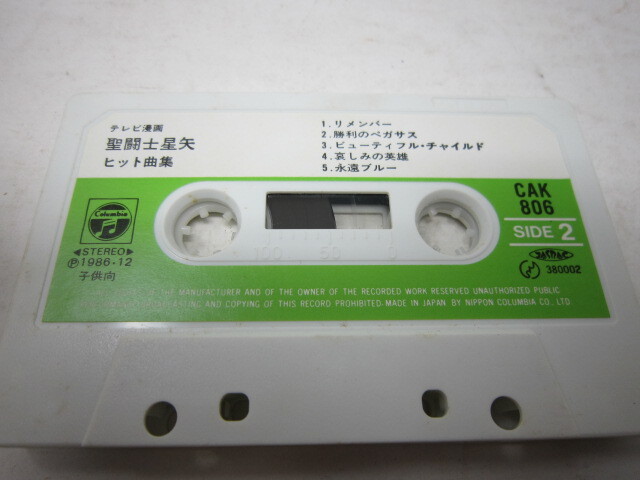 テレビ漫画
聖闘士星矢
ヒット曲集
1. リメンバー
2. 勝利のペガサス
3. ビューティフル・チャイルド
4. 哀しみの英雄
5. 永遠ブルー
Columbia
◀STEREO▶
Ⓟ1986・12
子供向
CAK
806
SIDE 2
380002
100 50
THE MANUFACTURER AND OF THE OWNER OF THE RECORDED WORK RESERVED UNAUTHORIZED PUBLIC
AND COPYING OF THIS RECORD PROHIBITED. MADE IN JAPAN BY NIPPON COLUMBIA CO., LTD.